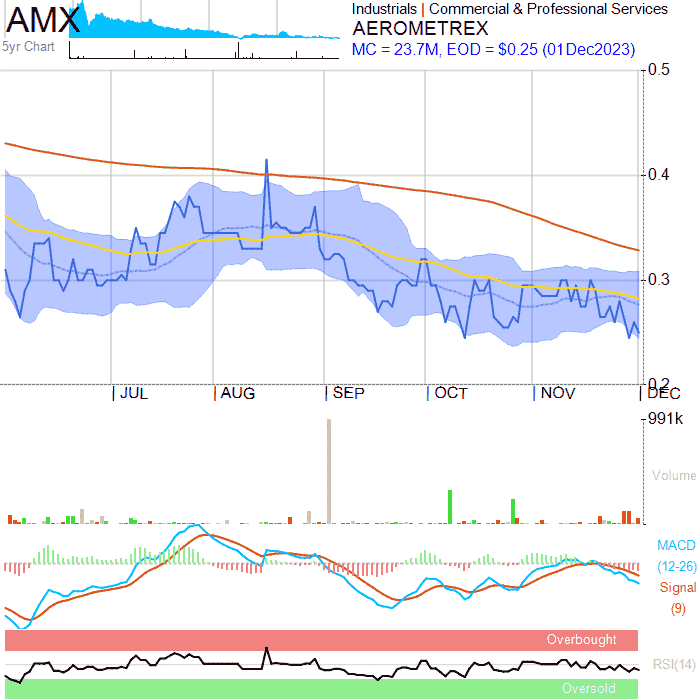 AMX
5yr Chart
Industrials | Commercial & Professional Services
AEROMETREX
MC = 23.7M, EOD = $0.25 (01Dec2023)
0.5
0.4
0.3
0.2
JUL AUG SEP OCT NOV DEC
991k
Volume
MACD
(12-26)
Signal
(9)
Overbought
RSI(14)
Oversold